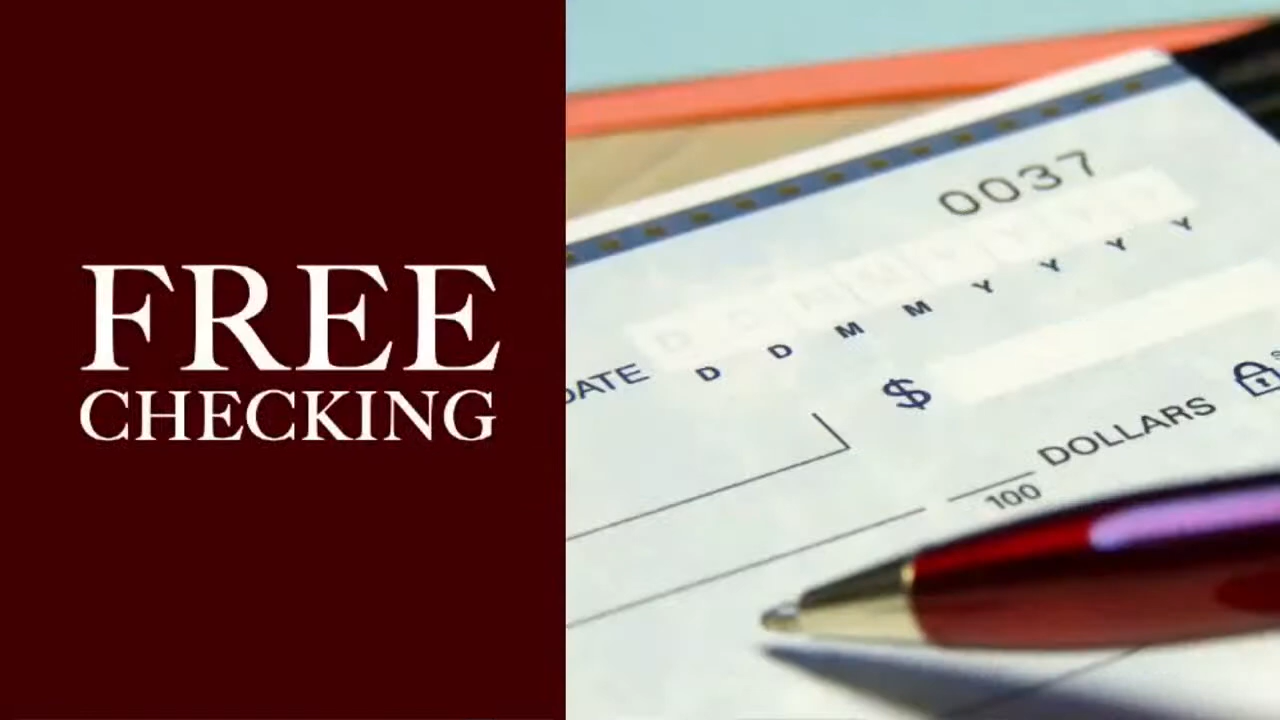 FREE
CHECKING
0037
DATE
D D M M Y Y Y Y
$
DOLLARS
100